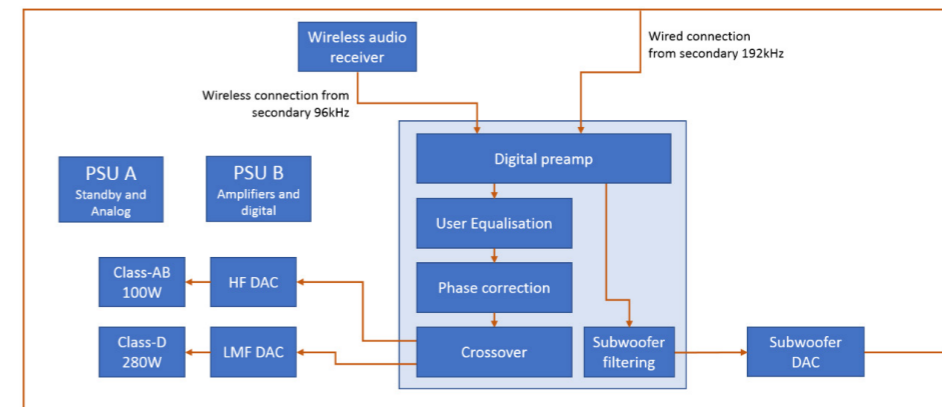 Wireless audio
receiver
Wired connection
from secondary 192kHz
Wireless connection from
secondary 96kHz
Digital preamp
PSU A
Standby and
Analog
PSU B
Amplifiers and
digital
User Equalisation
Class-AB
100W
HF DAC
Phase correction
Class-D
280W
LMF DAC
Crossover
Subwoofer
filtering
Subwoofer
DAC